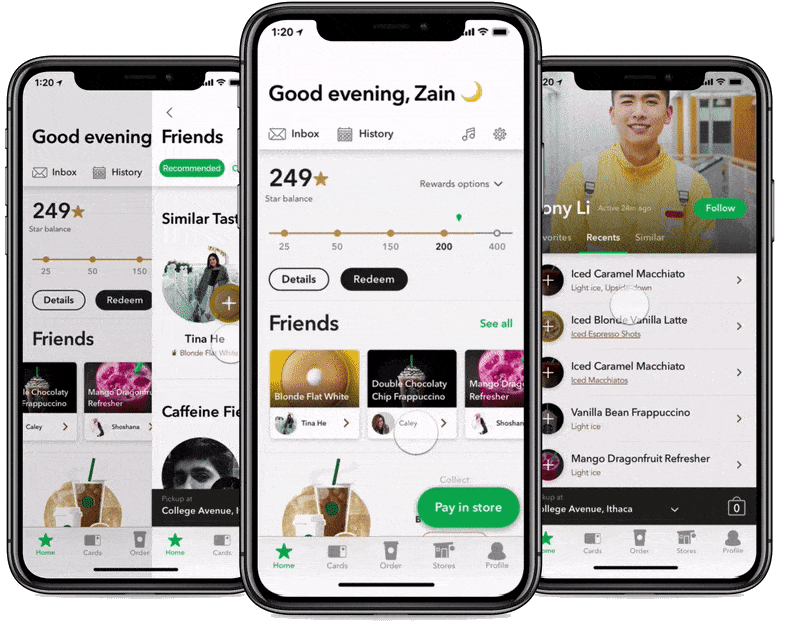 1:20
Good evening
Inbox
History
249
Star balance
25
50
150
Details
Redeem
Friends
le Chocolaty
Frappuccino
Mango Dragonfruit
Refresher
Caley
Shoshana
Home
Cards
Order
Friends
Recommended
Similar Tast
Tina He
Blonde Flat White
Caffeine Fie
Pickup at
College Avenue, I
Home
Cards
1:20
Good evening, Zain 🌙
Inbox
History
249
Star balance
Rewards options
25
50
150
200
400
Details
Redeem
Friends
See all
Blonde Flat White
Tina He
Double Chocolaty
Chip Frappuccino
Caley
Mango Drag
Refresher
Shoshan
Collect
B
Pay in store
Home
Cards
Order
Stores
Profile
:20
ony Li
Active 24m ago
Follow
avorites
Recents
Similar
Iced Caramel Macchiato
Light ice, Upside down
Iced Blonde Vanilla Latte
Iced Espresso Shots
Iced Caramel Macchiato
Iced Macchiatos
Vanilla Bean Frappuccino
Light ice
Mango Dragonfruit Refresher
Light ice
kup at
ollege Avenue, Ithaca
0
ome
Cards
Order
Stores
Profile